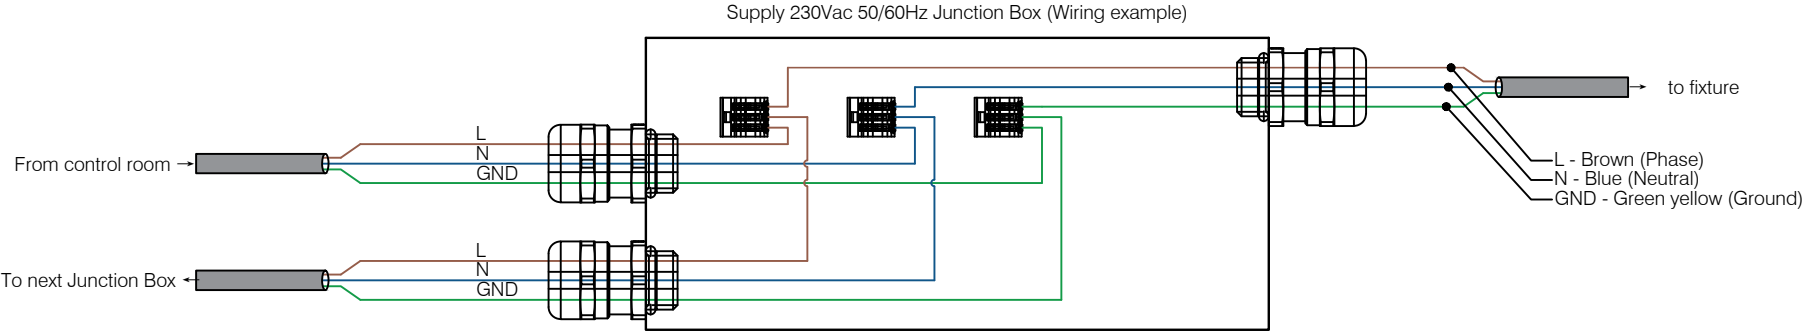 Supply 230Vac 50/60Hz Junction Box (Wiring example)
to fixture
L
N
GND
From control room
L - Brown (Phase)
N - Blue (Neutral)
GND - Green yellow (Ground)
L
N
GND
To next Junction Box